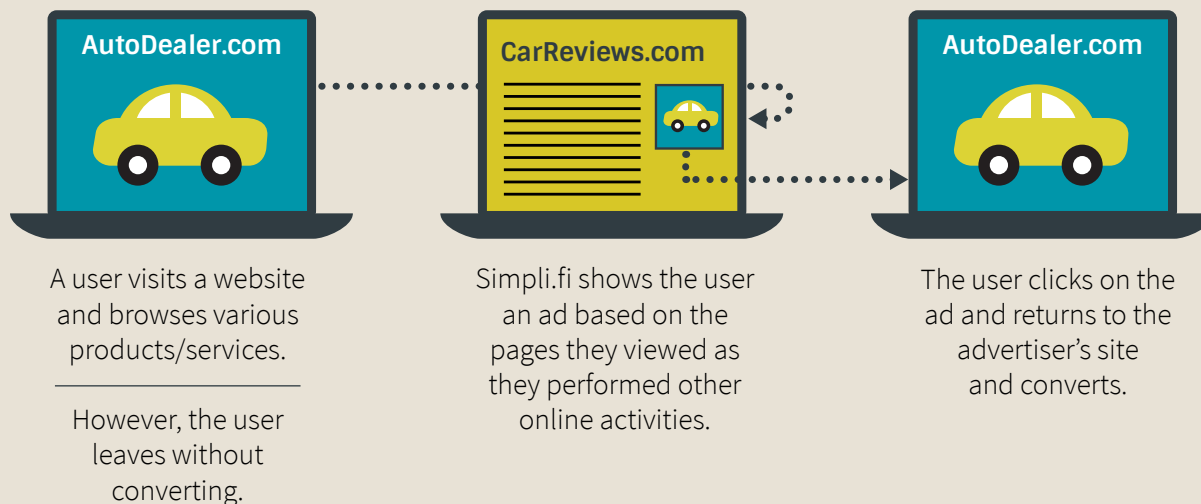 AutoDealer.com
A user visits a website
and browses various
products/services.
However, the user
leaves without
converting.
CarReviews.com
Simpli.fi shows the user
an ad based on the
pages they viewed as
they performed other
online activities.
AutoDealer.com
The user clicks on the
ad and returns to the
advertiser’s site
and converts.